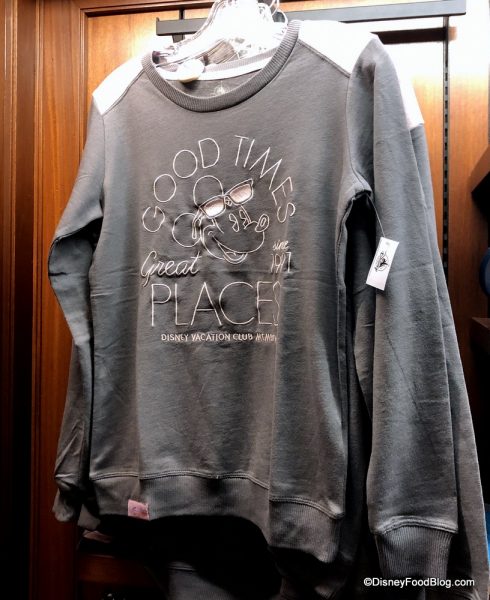 GOOD TIMES
Great
since
PLACES
DISNEY VACATION CLUB
©DisneyFoodBlog.com